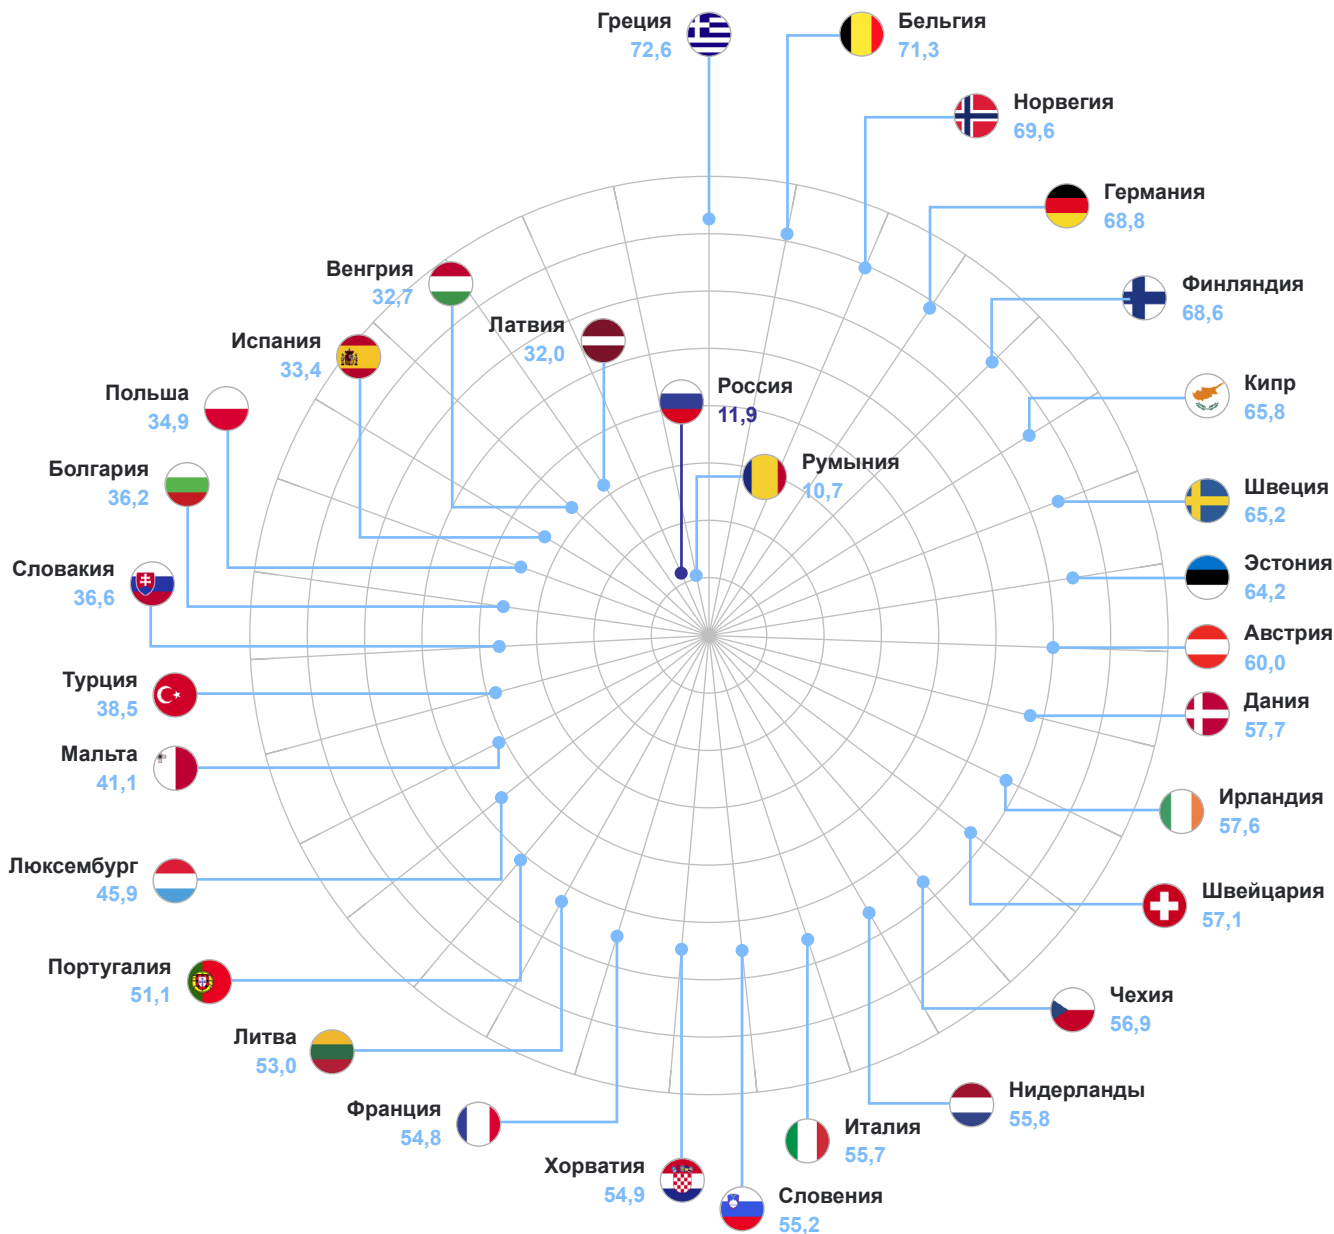 Греция
72,6
Бельгия
71,3
Норвегия
69,6
Германия
68,8
Финляндия
68,6
Кипр
65,8
Швеция
65,2
Эстония
64,2
Австрия
60,0
Дания
57,7
Ирландия
57,6
Швейцария
57,1
Чехия
56,9
Нидерланды
55,8
Италия
55,7
Словения
55,2
Хорватия
54,9
Франция
54,8
Литва
53,0
Португалия
51,1
Люксембург
45,9
Мальта
41,1
Турция
38,5
Словакия
36,6
Болгария
36,2
Польша
34,9
Испания
33,4
Венгрия
32,7
Латвия
32,0
Россия
11,9
Румыния
10,7